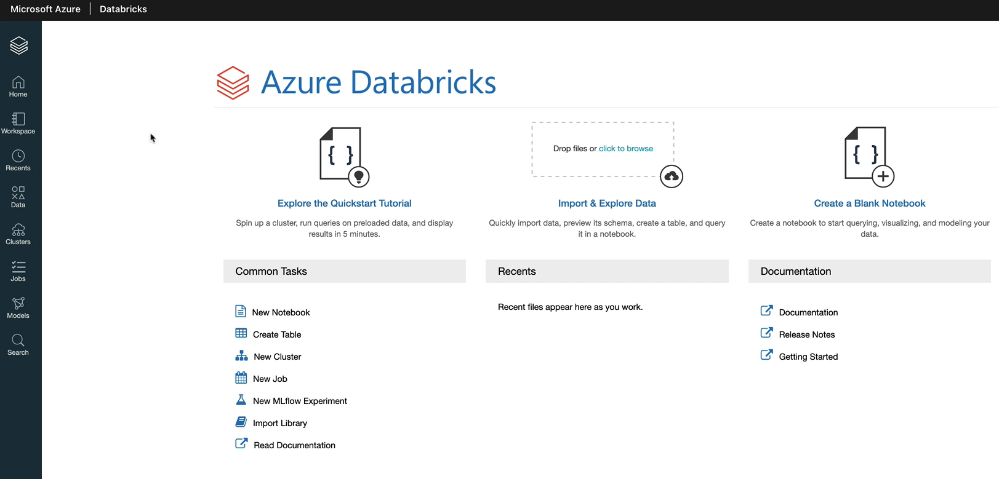 Microsoft Azure | Databricks
Home
Workspace
Recents
Data
Clusters
Jobs
Models
Search
Azure Databricks
{ }
Explore the Quickstart Tutorial
Spin up a cluster, run queries on preloaded data, and display
results in 5 minutes.
Drop files or click to browse
Import & Explore Data
Quickly import data, preview its schema, create a table, and query
it in a notebook.
{ }
Create a Blank Notebook
Create a notebook to start querying, visualizing, and modeling your
data.
Common Tasks
New Notebook
Create Table
New Cluster
New Job
New MLflow Experiment
Import Library
Read Documentation
Recents
Recent files appear here as you work.
Documentation
Documentation
Release Notes
Getting Started